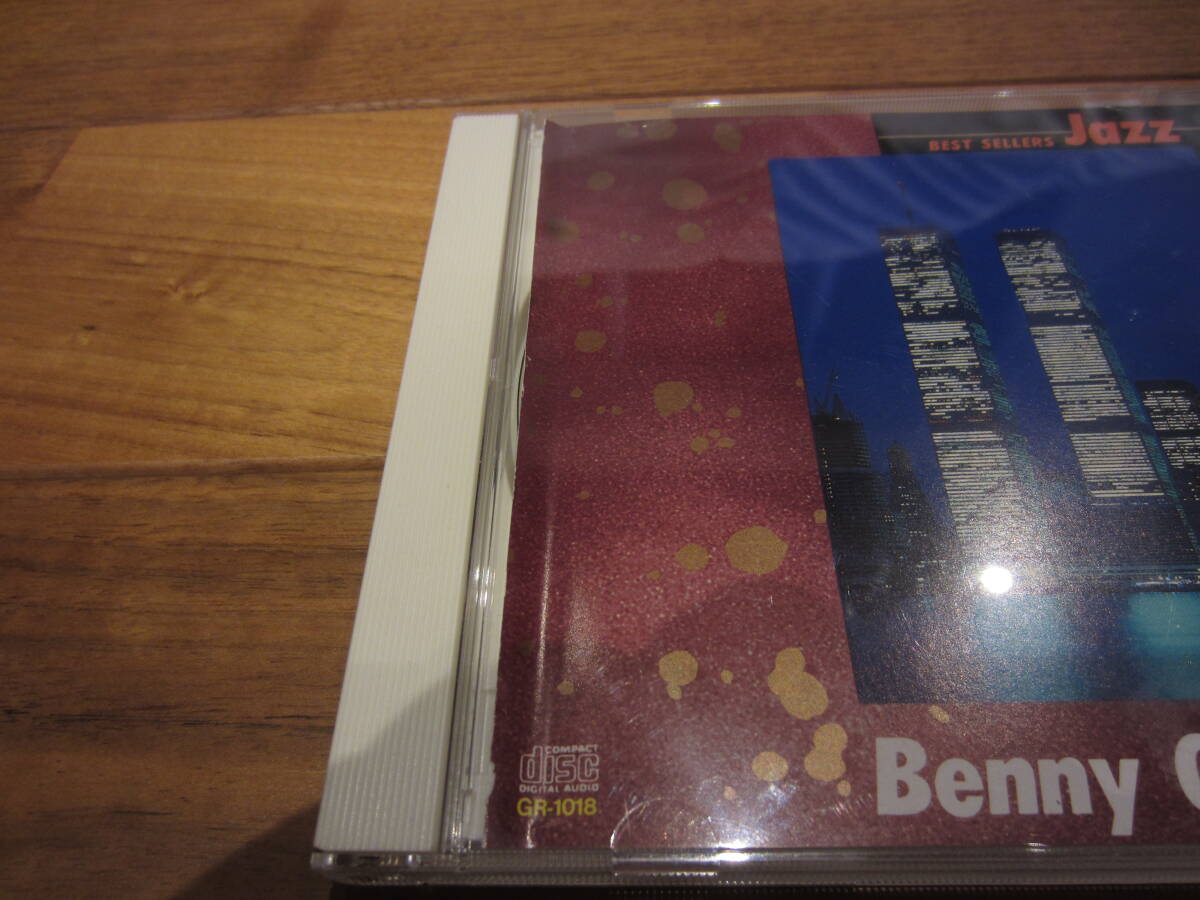 BEST SELLERS Jazz
COMPACT
disc
DIGITAL AUDIO
GR-1018
Benny